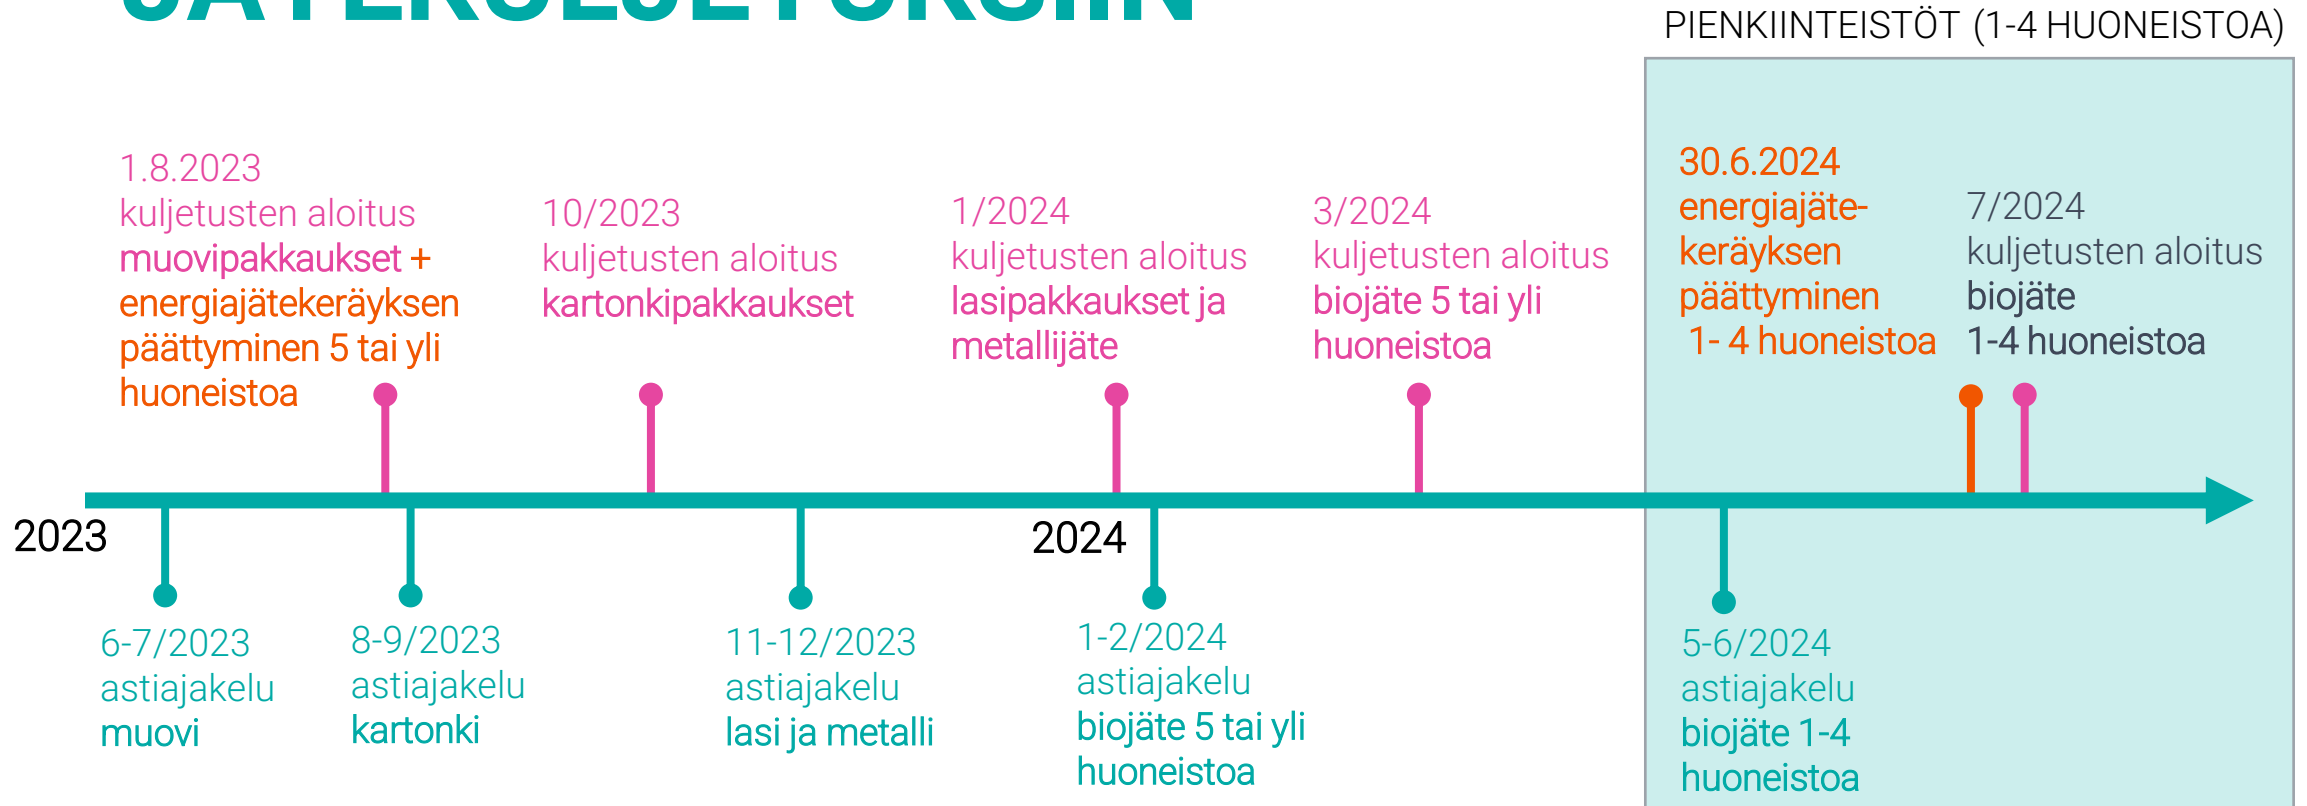 JÄTEKULJETUKSIIN
PIENKIINTEISTÖT (1-4 HUONEISTOA)
1.8.2023
kuljetusten aloitus
muovipakkaukset +
energiajätekeräyksen
päättyminen 5 tai yli
huoneistoa
10/2023
kuljetusten aloitus
kartonkipakkaukset
1/2024
kuljetusten aloitus
lasipakkaukset ja
metallijäte
3/2024
kuljetusten aloitus
biojäte 5 tai yli
huoneistoa
30.6.2024
energiajäte-
keräyksen
päättyminen
1- 4 huoneistoa
7/2024
kuljetusten aloitus
biojäte
1-4 huoneistoa
2023
2024
6-7/2023
astiajakelu
muovi
8-9/2023
astiajakelu
kartonki
11-12/2023
astiajakelu
lasi ja metalli
1-2/2024
astiajakelu
biojäte 5 tai yli
huoneistoa
5-6/2024
astiajakelu
biojäte 1-4
huoneistoa